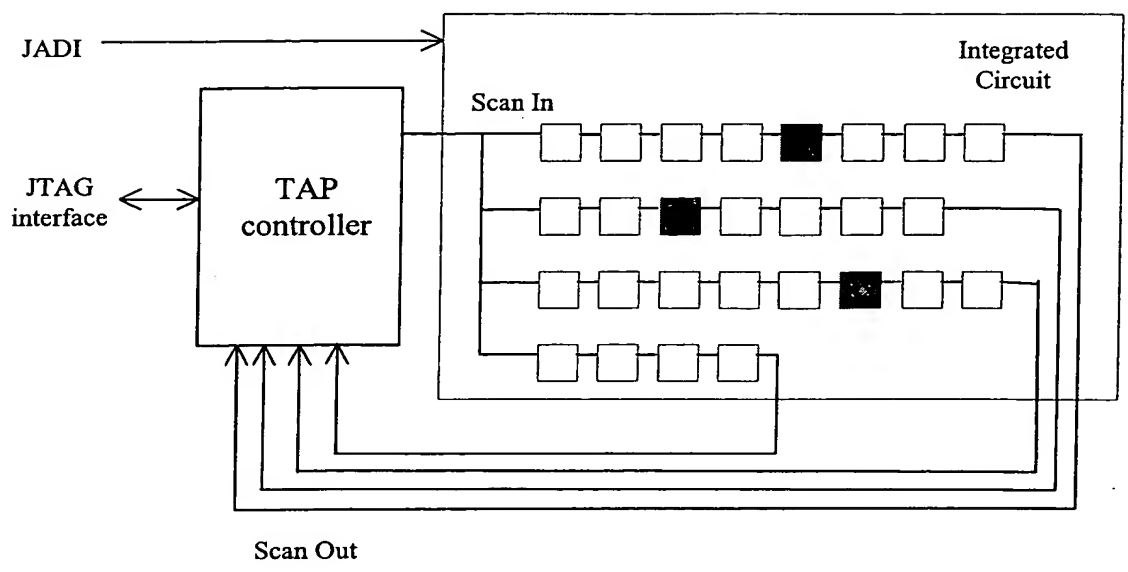 JADI
Integrated
Circuit
Scan In
JTAG
interface
TAP
controller
Scan Out